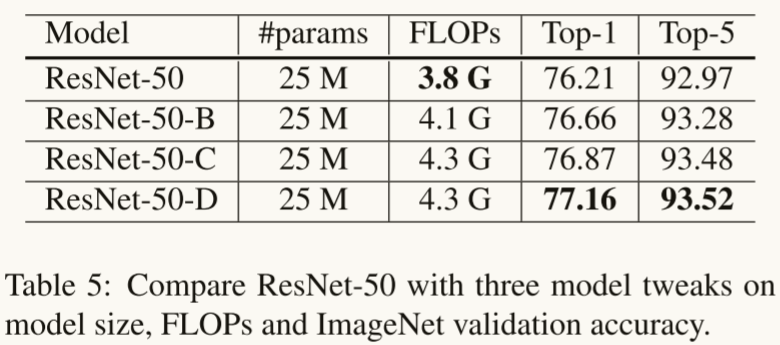 Model #params FLOPs Top-1 Top-5
ResNet-50 25 M 3.8 G 76.21 92.97
ResNet-50-B 25 M 4.1 G 76.66 93.28
ResNet-50-C 25 M 4.3 G 76.87 93.48
ResNet-50-D 25 M 4.3 G 77.16 93.52
Table 5: Compare ResNet-50 with three model tweaks on
model size, FLOPs and ImageNet validation accuracy.